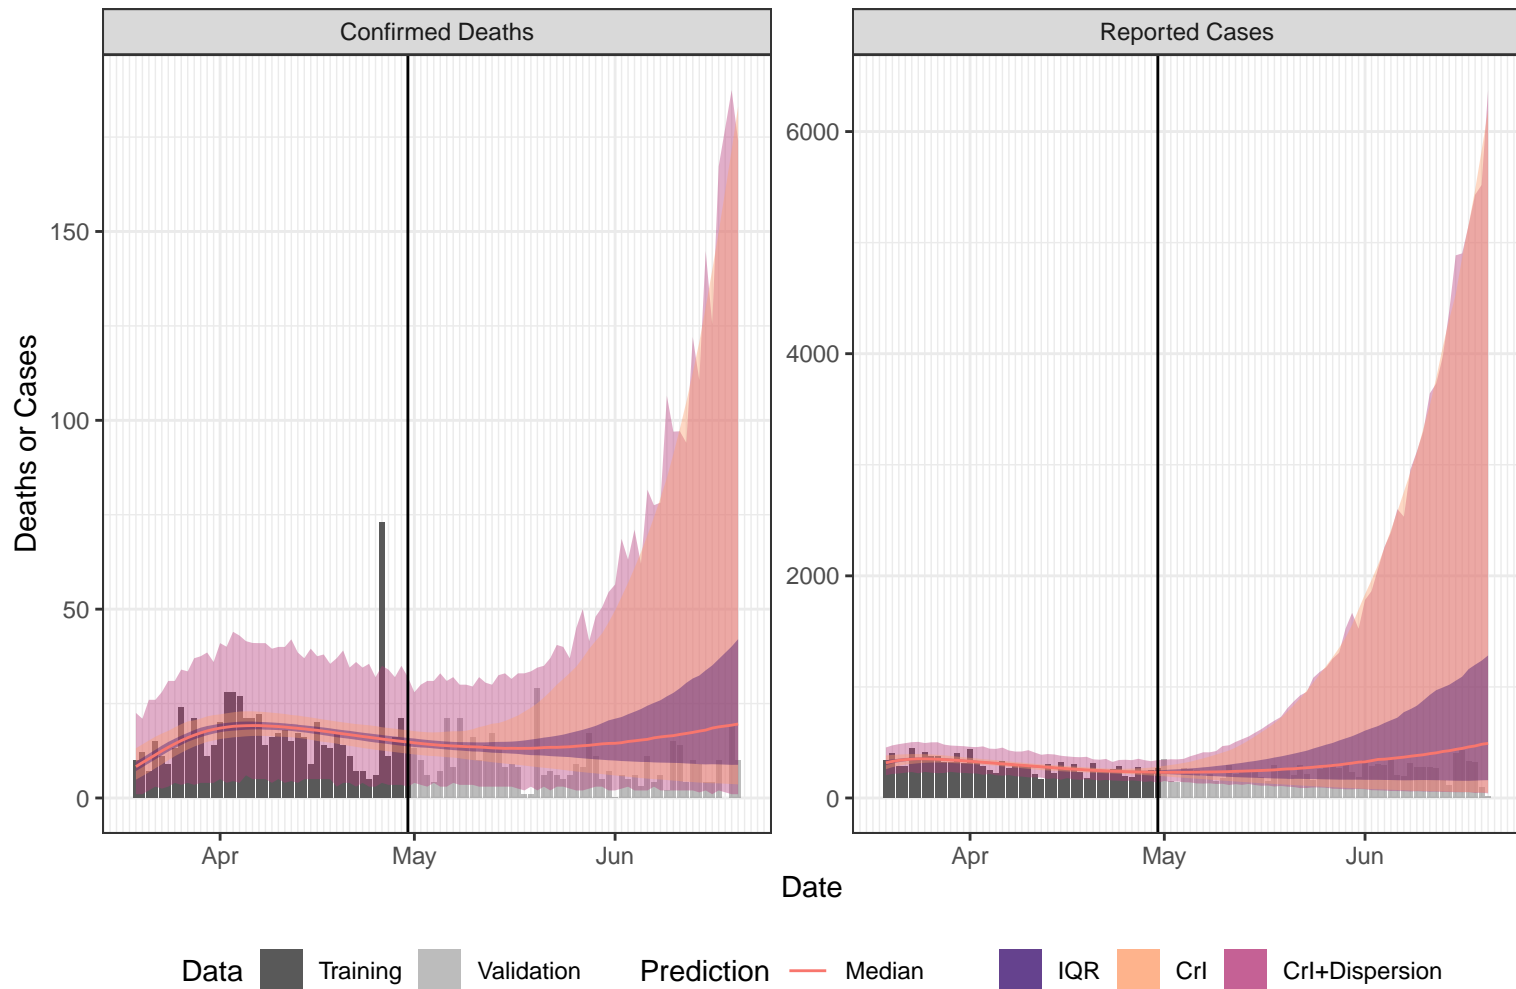 Confirmed Deaths
Reported Cases
Deaths or Cases
150
100
50
0
6000
4000
2000
0
Apr
May
Jun
Apr
May
Jun
Date
Data
Training
Validation
Prediction
Median
IQR
CrI
CrI+Dispersion